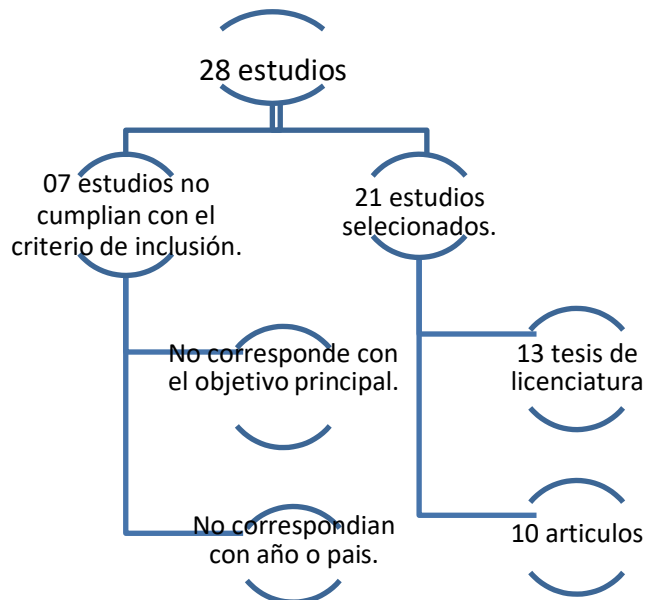 28 estudios
07 estudios no
cumplian con el
criterio de inclusión.
21 estudios
selecionados.
No corresponde con
el objetivo principal.
13 tesis de
licenciatura
No correspondian
con año o pais.
10 articulos